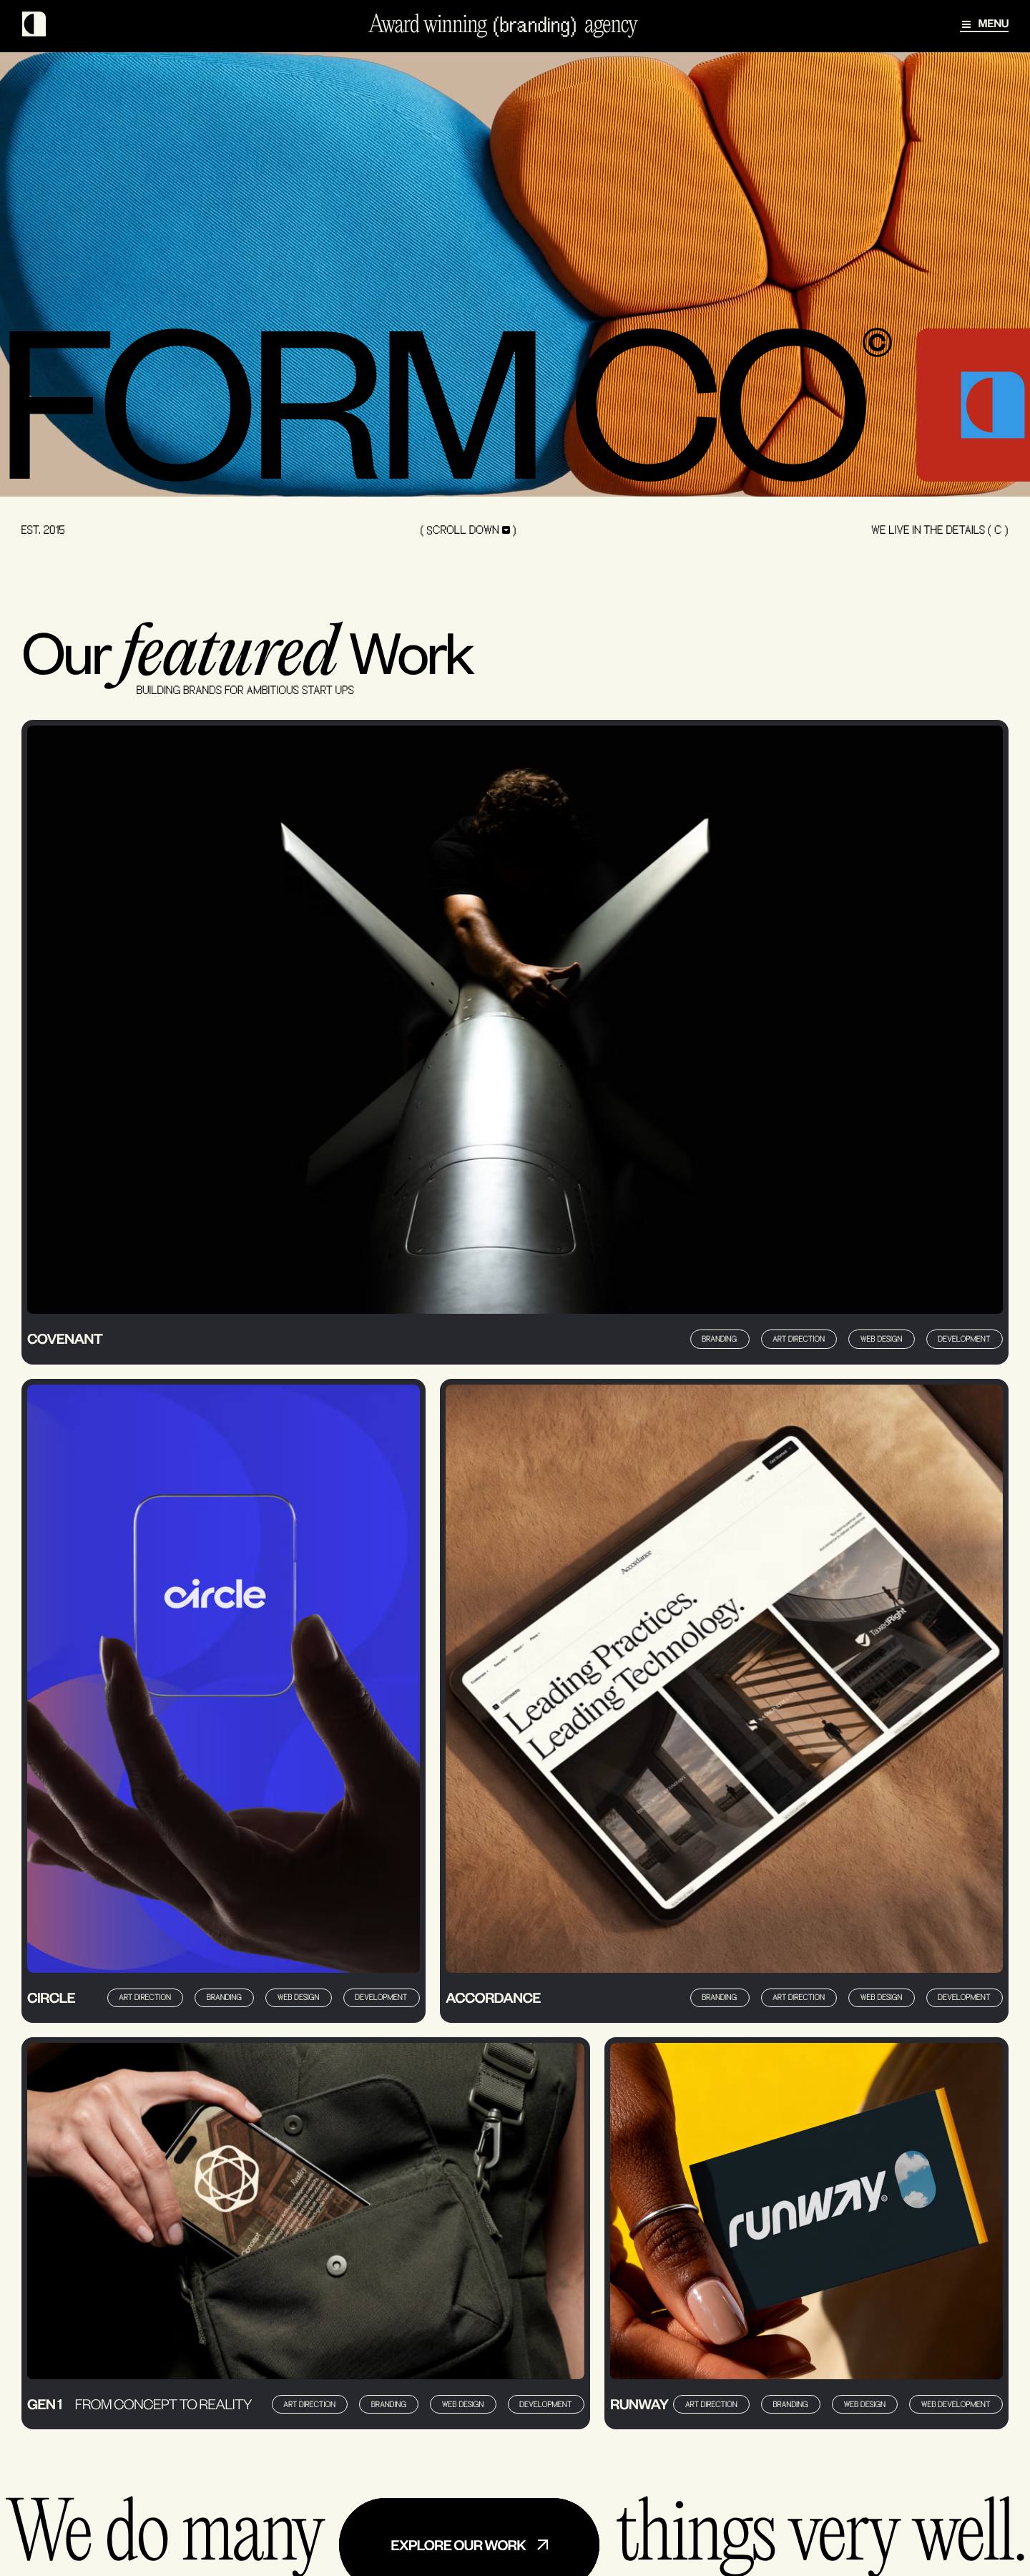 Award winning (branding) agency
MENU
FORM CO©
EST. 2015
( SCROLL DOWN )
WE LIVE IN THE DETAILS ( C )
Our featured Work
BUILDING BRANDS FOR AMBITIOUS START UPS
COVENANT
BRANDING
ART DIRECTION
WEB DESIGN
DEVELOPMENT
circle
CIRCLE
ART DIRECTION
BRANDING
WEB DESIGN
DEVELOPMENT
Accordance
Leading Practices.
Leading Technology.
TaxedRight
ACCORDANCE
BRANDING
ART DIRECTION
WEB DESIGN
DEVELOPMENT
GEN 1 FROM CONCEPT TO REALITY
ART DIRECTION
BRANDING
WEB DESIGN
DEVELOPMENT
runway®
RUNWAY
ART DIRECTION
BRANDING
WEB DESIGN
WEB DEVELOPMENT
We do many
EXPLORE OUR WORK
things very well.